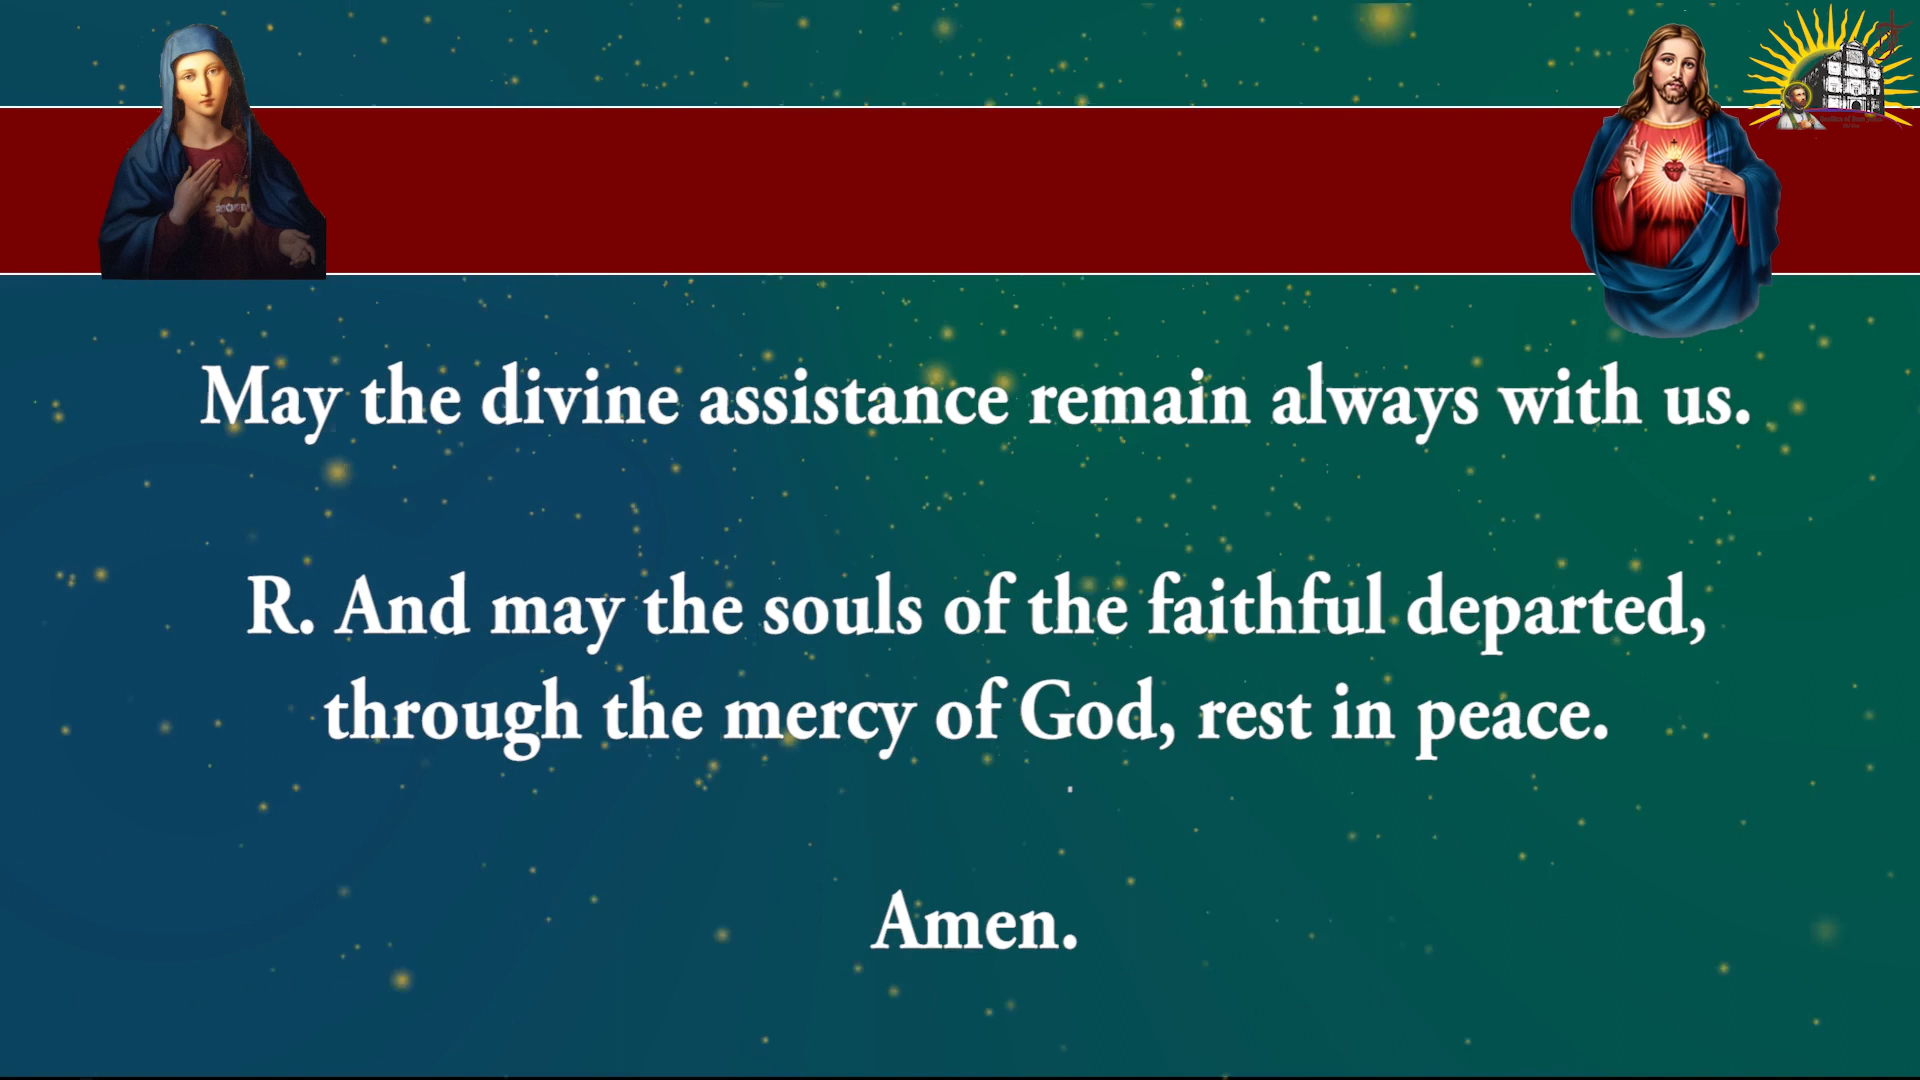 May the divine assistance remain always with us.
R. And may the souls of the faithful departed,
through the mercy of God, rest in peace.
Amen.